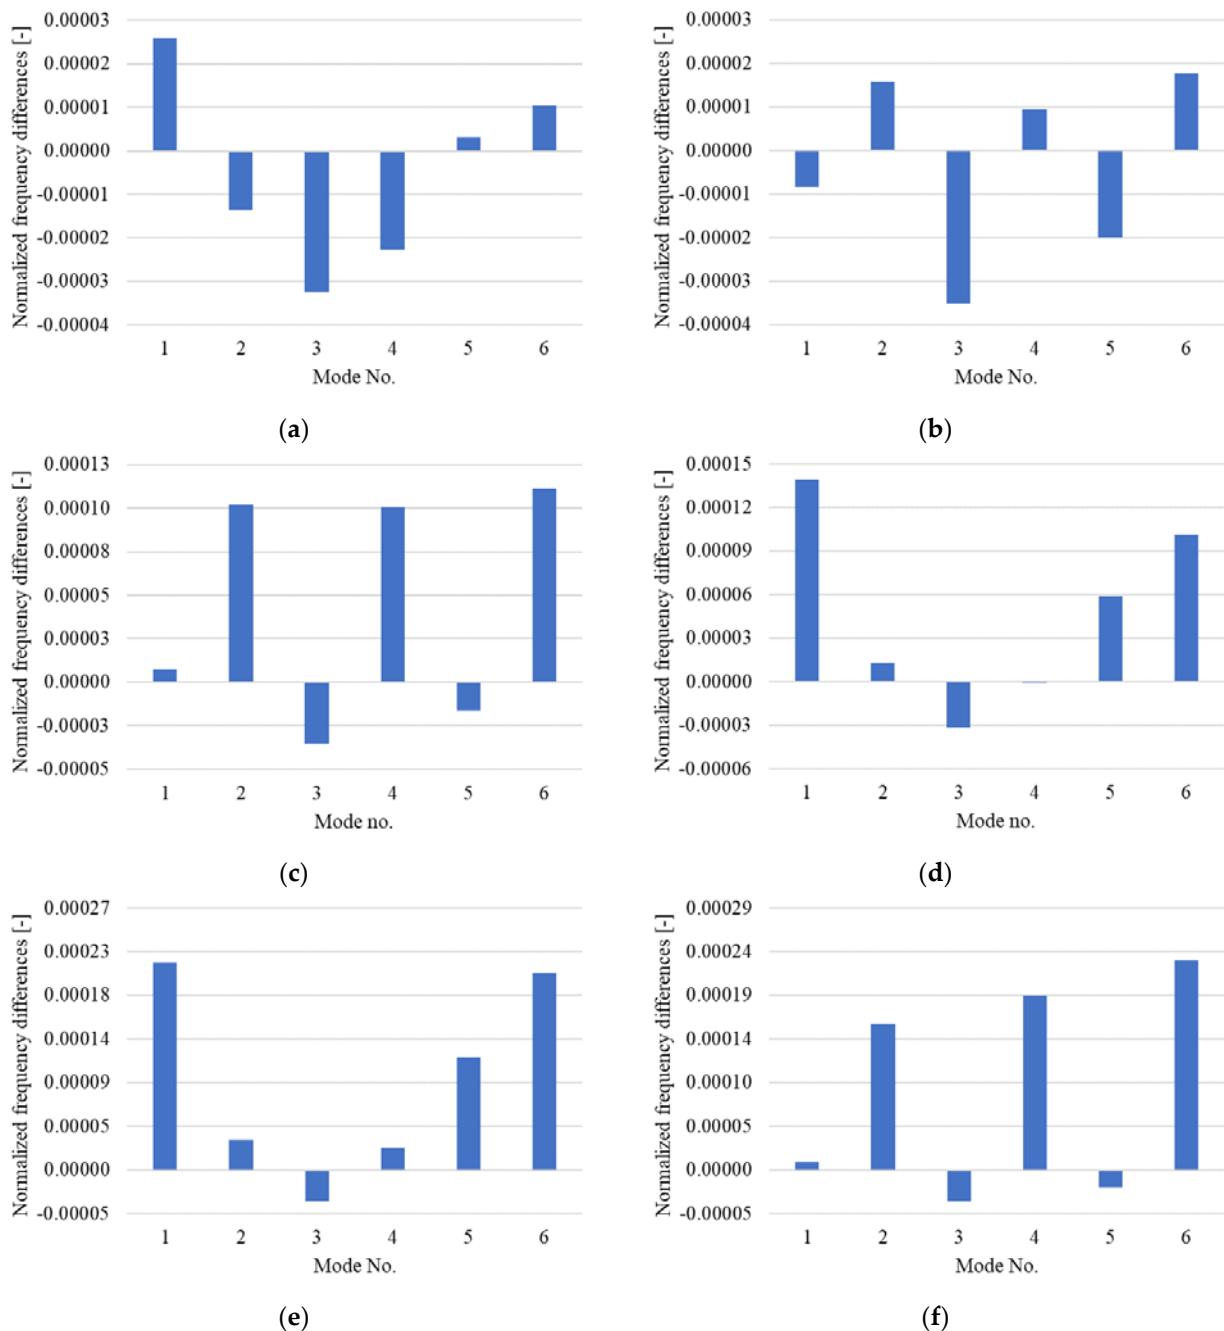 Normalized frequency differences [-]
0.00003
0.00002
0.00001
0.00000
-0.00001
-0.00002
-0.00003
-0.00004
1 2 3 4 5 6
Mode No.
(a)
Normalized frequency differences [-]
0.00003
0.00002
0.00001
0.00000
-0.00001
-0.00002
-0.00003
-0.00004
1 2 3 4 5 6
Mode No.
(b)
Normalized frequency differences [-]
0.00013
0.00010
0.00008
0.00005
0.00003
0.00000
-0.00003
-0.00005
1 2 3 4 5 6
Mode no.
(c)
Normalized frequency differences [-]
0.00015
0.00012
0.00009
0.00006
0.00003
0.00000
-0.00003
-0.00006
1 2 3 4 5 6
Mode no.
(d)
Normalized frequency differences [-]
0.00027
0.00023
0.00018
0.00014
0.00009
0.00005
0.00000
-0.00005
1 2 3 4 5 6
Mode No.
(e)
Normalized frequency differences [-]
0.00029
0.00024
0.00019
0.00014
0.00010
0.00005
0.00000
-0.00005
1 2 3 4 5 6
Mode No.
(f)